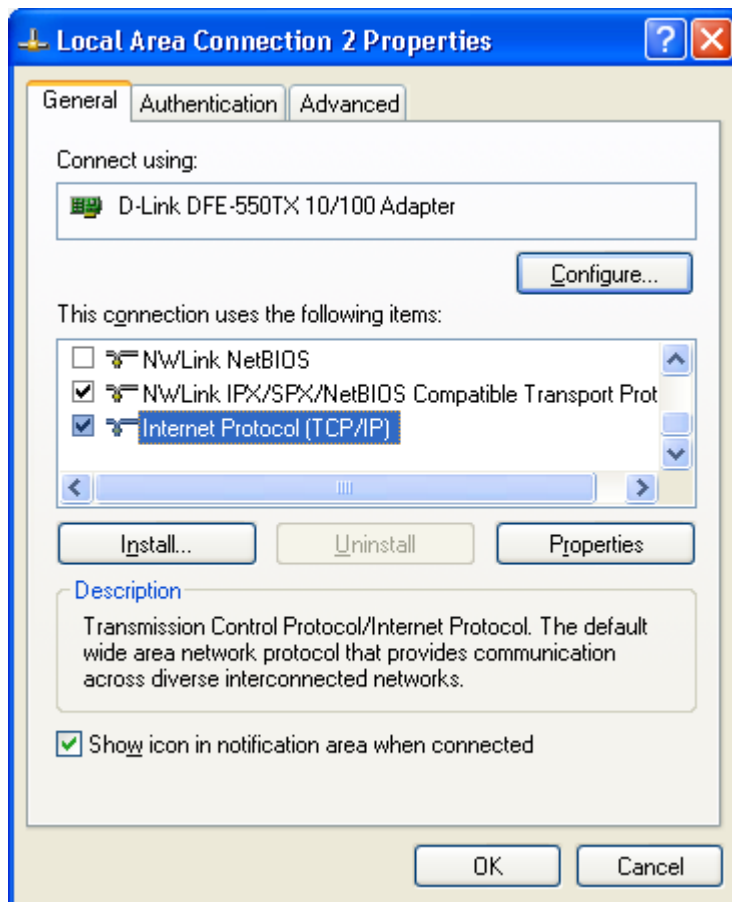 Local Area Connection 2 Properties
General Authentication Advanced
Connect using:
D-Link DFE-550TX 10/100 Adapter
Configure...
This connection uses the following items:
NWLink NetBIOS
NWLink IPX/SPX/NetBIOS Compatible Transport Prot
Internet Protocol (TCP/IP)
Install... Uninstall Properties
Description
Transmission Control Protocol/Internet Protocol. The default
wide area network protocol that provides communication
across diverse interconnected networks.
Show icon in notification area when connected
OK Cancel